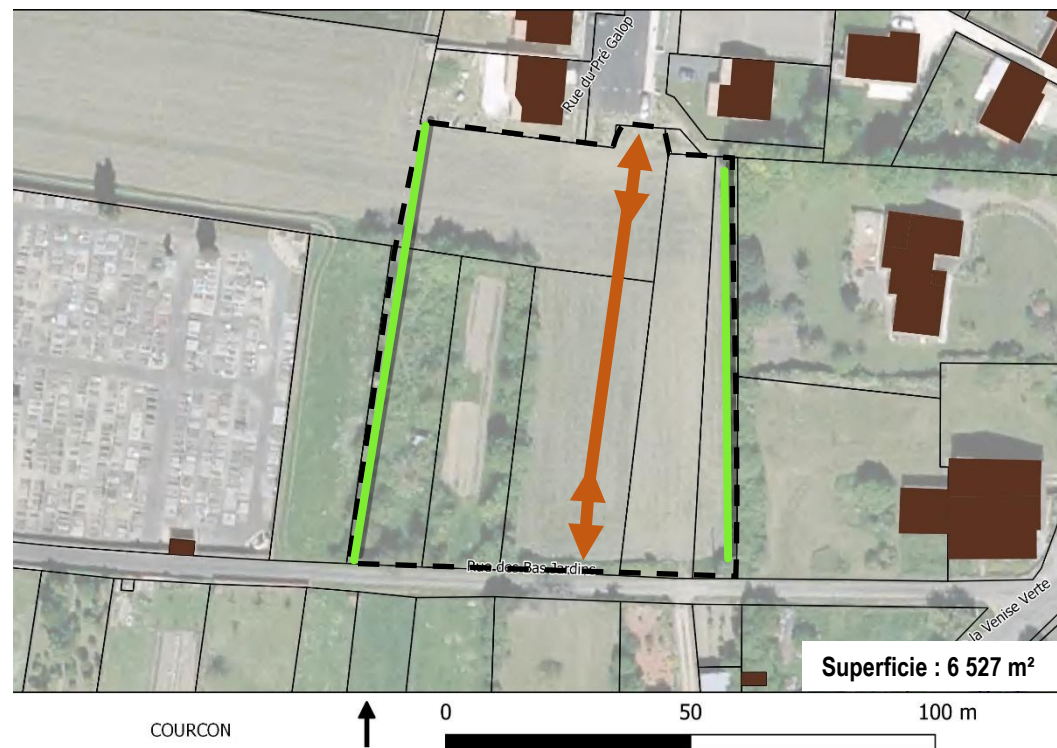 Rue du Pré Galop
Rue des Bas Jardins
la Venise Verte
Superficie : 6 527 m²
COURCON
0 50 100 m